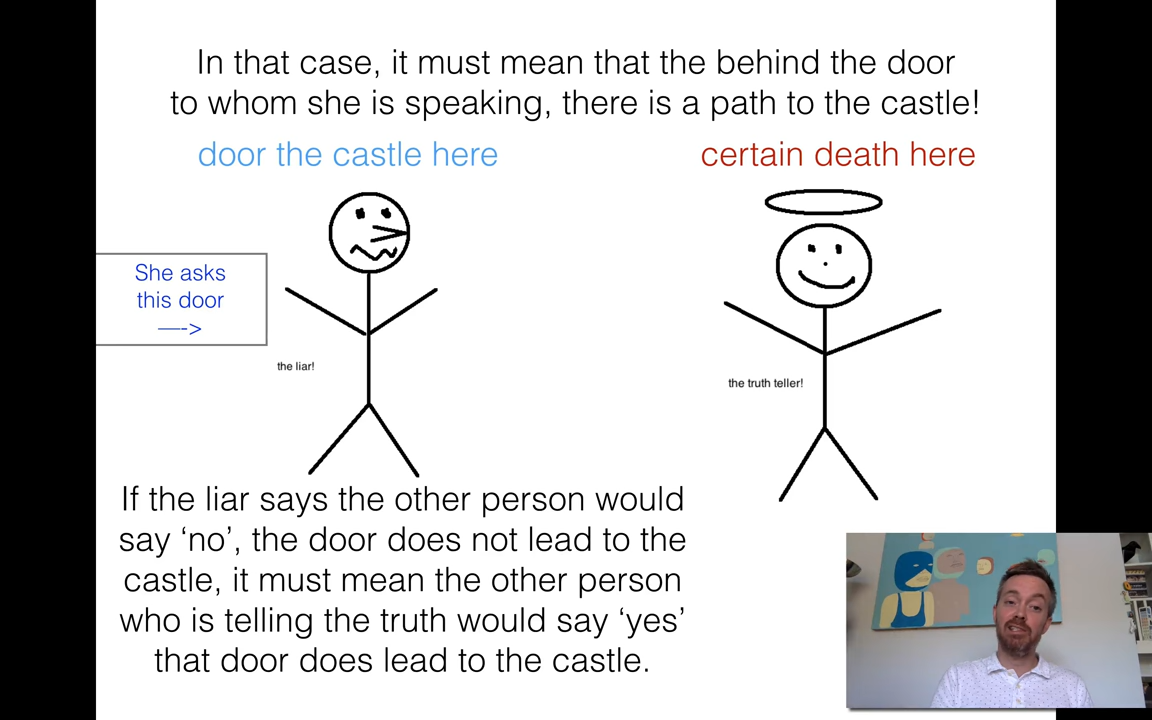 In that case, it must mean that the behind the door
to whom she is speaking, there is a path to the castle!
door the castle here
certain death here
She asks
this door
—->
the liar!
the truth teller!
If the liar says the other person would
say ‘no’, the door does not lead to the
castle, it must mean the other person
who is telling the truth would say ‘yes’
that door does lead to the castle.